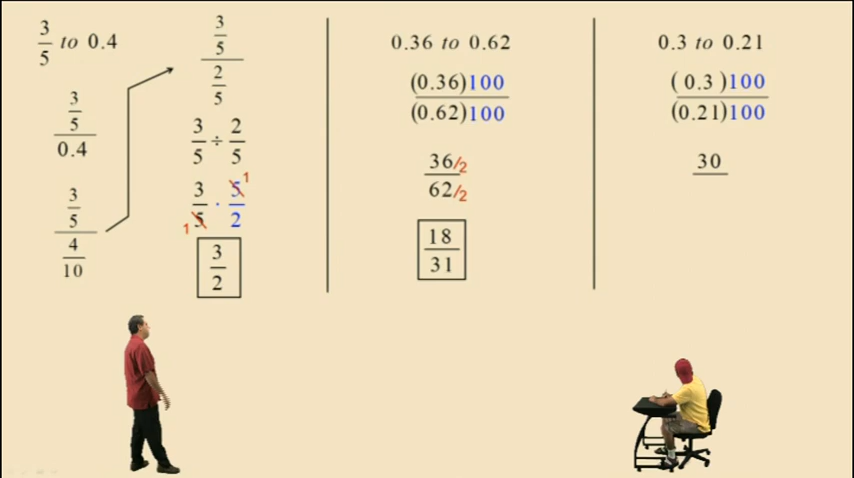 3/5 to 0.4
3/5
0.4
3/5
4/10
3/5
2/5
3/5 ÷ 2/5
3/5 · 5/2
1 1
3/2
0.36 to 0.62
(0.36)100
(0.62)100
36/2
62/2
18
31
0.3 to 0.21
( 0.3 )100
(0.21)100
30